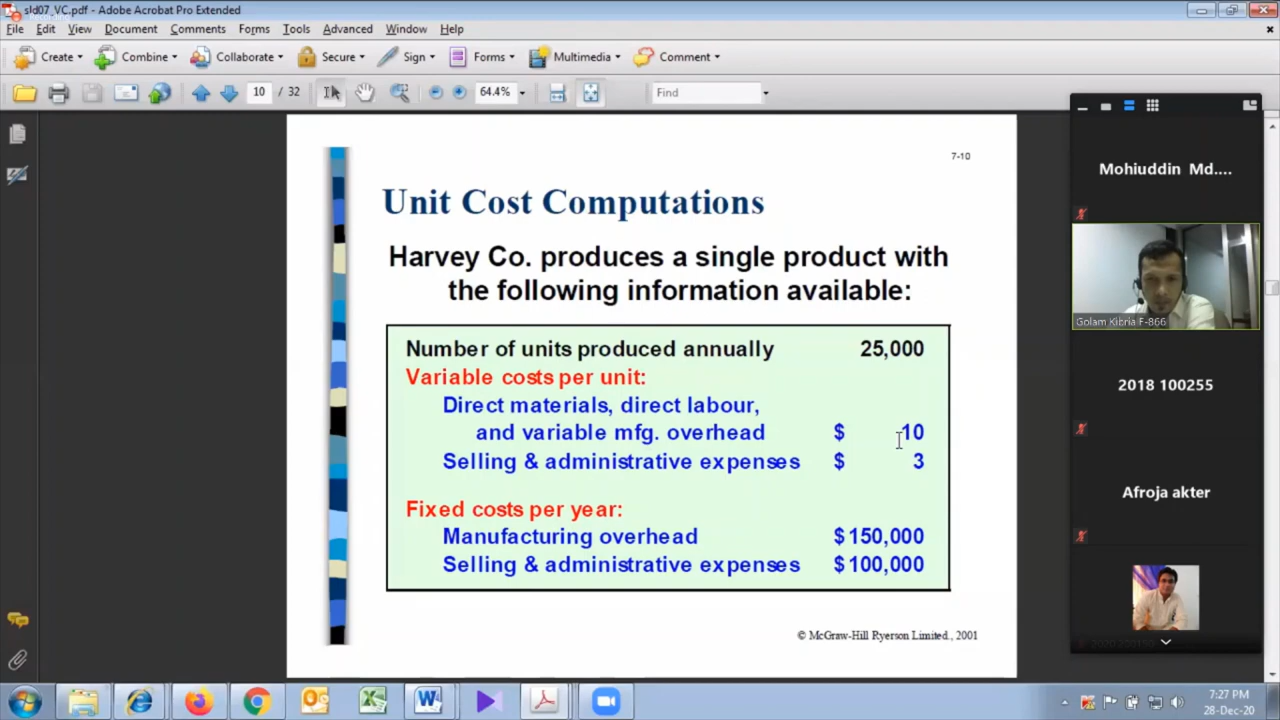 sld07_VC.pdf - Adobe Acrobat Pro Extended
Recording
File Edit View Document Comments Forms Tools Advanced Window Help
Create Combine Collaborate Secure Sign Forms Multimedia Comment
10 / 32 64.4% Find
7-10
Unit Cost Computations
Harvey Co. produces a single product with
the following information available:
Number of units produced annually 25,000
Variable costs per unit:
Direct materials, direct labour,
and variable mfg. overhead $ 10
Selling & administrative expenses $ 3
Fixed costs per year:
Manufacturing overhead $150,000
Selling & administrative expenses $100,000
© McGraw-Hill Ryerson Limited., 2001
Mohiuddin Md....
Golam Kibria F-866
2018 100255
Afroja akter
7:27 PM
28-Dec-20